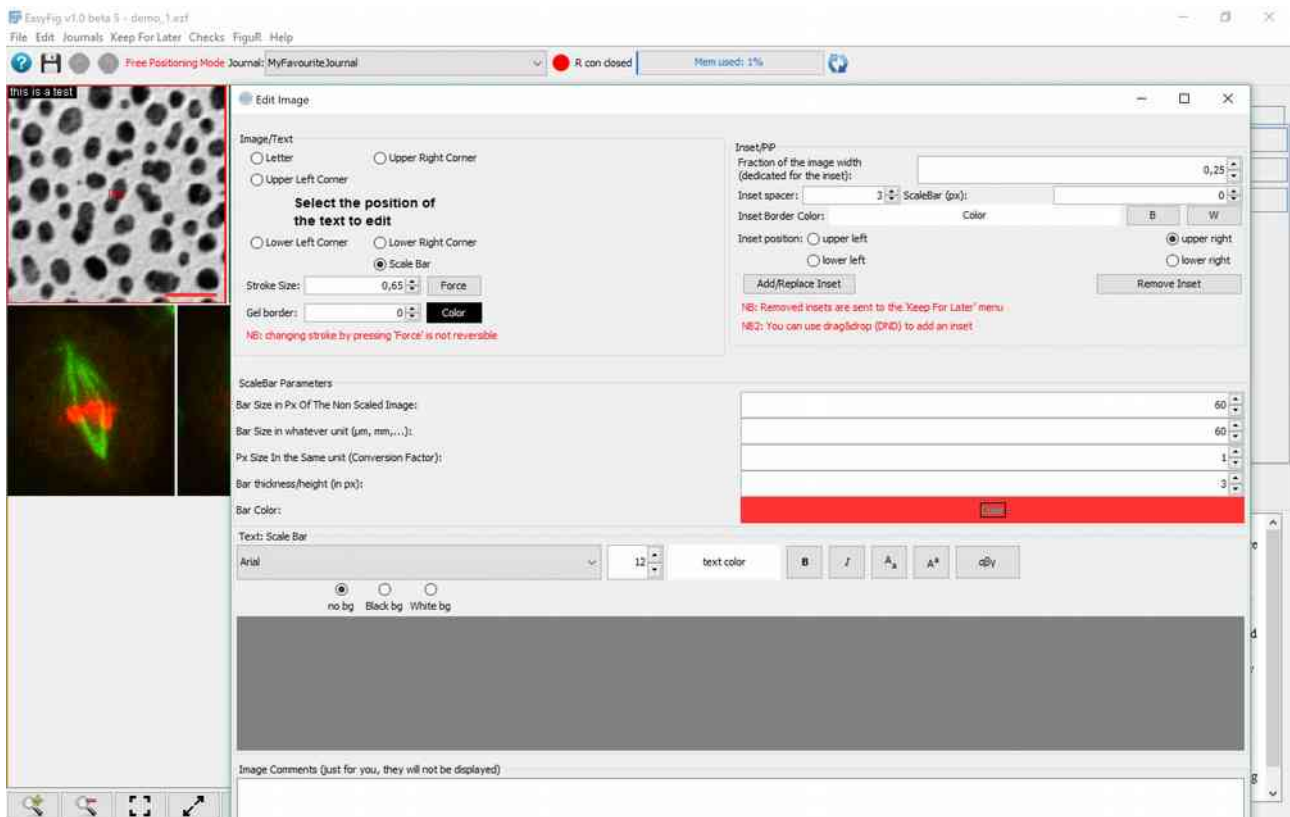 EasyFig v1.0 beta 5 - demo_1.ezf
File Edit Journals Keep For Later Checks FiguR Help
Free Positioning Mode Journal: MyFavouriteJournal R con closed Mem used: 1%
this is a test
Edit Image
Image/Text
Letter Upper Right Corner
Upper Left Corner
Select the position of
the text to edit
Lower Left Corner Lower Right Corner
Scale Bar
Stroke Size: 0,65 Force
Gel border: 0 Color
NB: changing stroke by pressing 'Force' is not reversible
Inset/PiP
Fraction of the image width
(dedicated for the inset): 0,25
Inset spacer: 3 ScaleBar (px): 0
Inset Border Color: Color B W
Inset position: upper left upper right
lower left lower right
Add/Replace Inset Remove Inset
NB: Removed insets are sent to the 'Keep For Later' menu
NB2: You can use drag&drop (DND) to add an inset
ScaleBar Parameters
Bar Size in Px Of The Non Scaled Image: 60
Bar Size in whatever unit (µm, mm,...): 60
Px Size In the Same unit (Conversion Factor): 1
Bar thickness/height (in px): 3
Bar Color: Color
Text: Scale Bar
Arial 12 text color B I Aa Aa αβγ
no bg Black bg White bg
Image Comments (just for you, they will not be displayed)